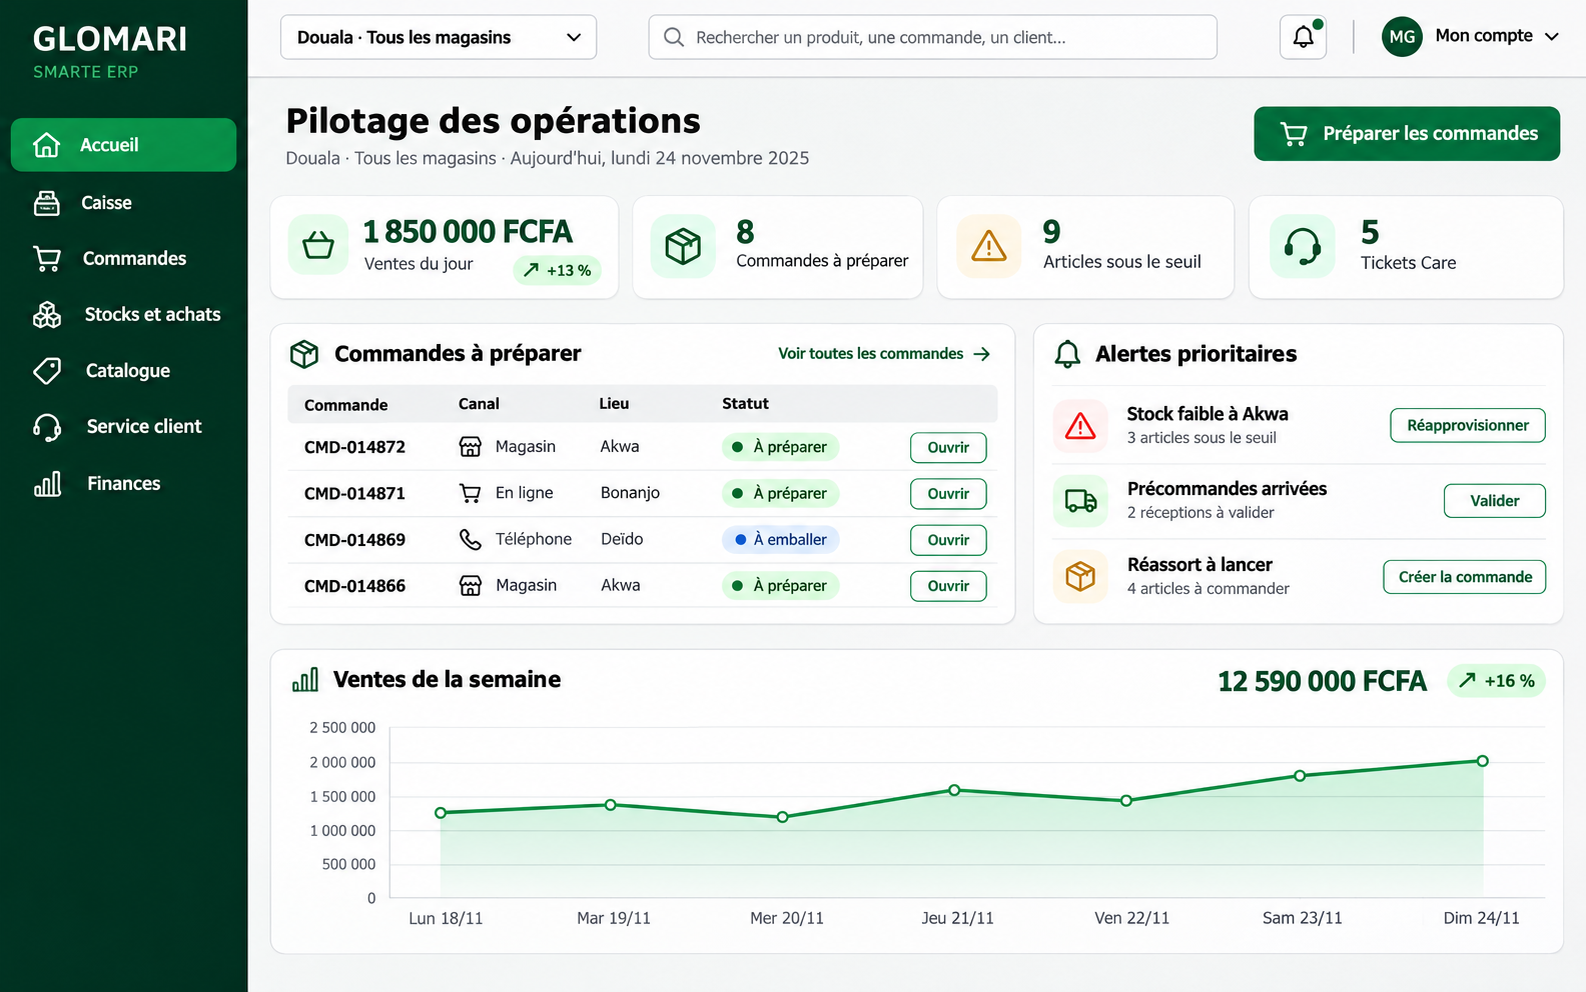 GLOMARI
SMARTE ERP
Accueil
Caisse
Commandes
Stocks et achats
Catalogue
Service client
Finances
Douala · Tous les magasins
Rechercher un produit, une commande, un client...
MG Mon compte
Pilotage des opérations
Douala · Tous les magasins · Aujourd'hui, lundi 24 novembre 2025
Préparer les commandes
1 850 000 FCFA
Ventes du jour
+13 %
8
Commandes à préparer
9
Articles sous le seuil
5
Tickets Care
Commandes à préparer
Voir toutes les commandes
Commande Canal Lieu Statut
CMD-014872 Magasin Akwa À préparer Ouvrir
CMD-014871 En ligne Bonanjo À préparer Ouvrir
CMD-014869 Téléphone Deïdo À emballer Ouvrir
CMD-014866 Magasin Akwa À préparer Ouvrir
Alertes prioritaires
Stock faible à Akwa
3 articles sous le seuil
Réapprovisionner
Précommandes arrivées
2 réceptions à valider
Valider
Réassort à lancer
4 articles à commander
Créer la commande
Ventes de la semaine
12 590 000 FCFA
+16 %
2 500 000
2 000 000
1 500 000
1 000 000
500 000
0
Lun 18/11 Mar 19/11 Mer 20/11 Jeu 21/11 Ven 22/11 Sam 23/11 Dim 24/11